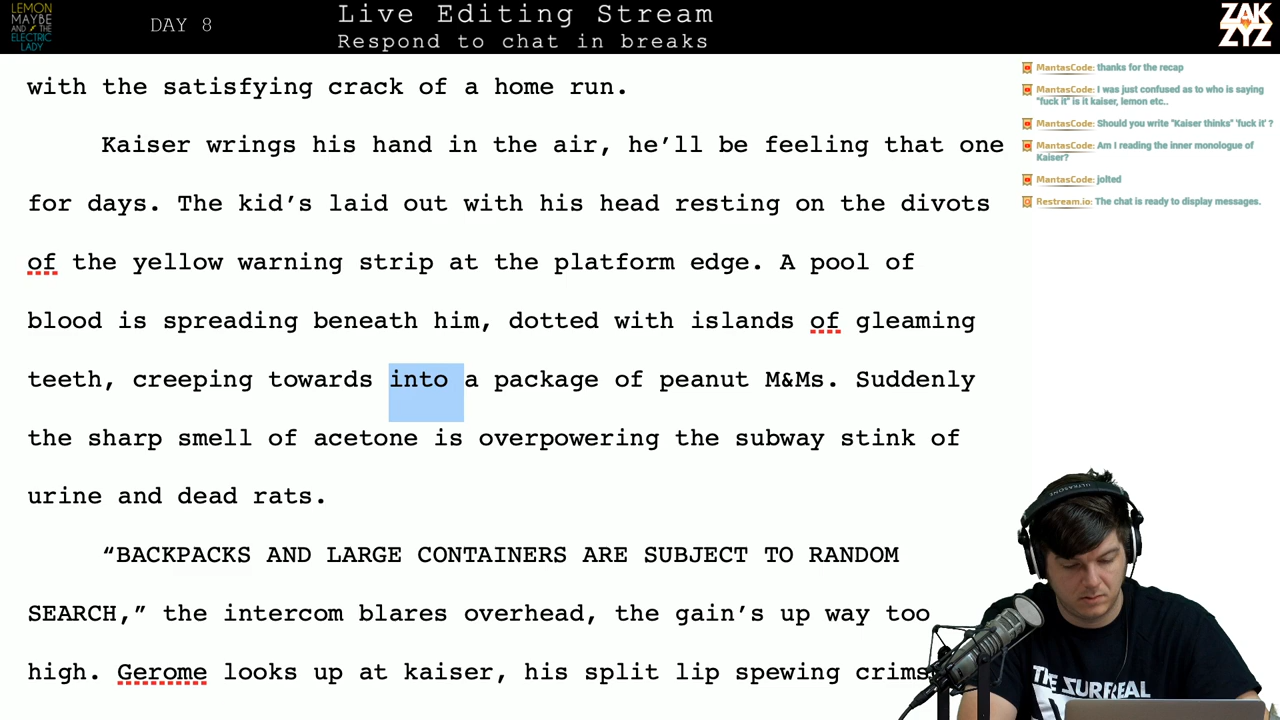 LEMON
MAYBE
AND THE
ELECTRIC
LADY
DAY 8
Live Editing Stream
Respond to chat in breaks
ZAK
ZYZ
with the satisfying crack of a home run.
Kaiser wrings his hand in the air, he’ll be feeling that one
for days. The kid’s laid out with his head resting on the divots
of the yellow warning strip at the platform edge. A pool of
blood is spreading beneath him, dotted with islands of gleaming
teeth, creeping towards into a package of peanut M&Ms. Suddenly
the sharp smell of acetone is overpowering the subway stink of
urine and dead rats.
“BACKPACKS AND LARGE CONTAINERS ARE SUBJECT TO RANDOM
SEARCH,” the intercom blares overhead, the gain’s up way too
high. Gerome looks up at kaiser, his split lip spewing crims
MantasCode: thanks for the recap
MantasCode: I was just confused as to who is saying
"fuck it" is it kaiser, lemon etc..
MantasCode: Should you write "Kaiser thinks" 'fuck it' ?
MantasCode: Am I reading the inner monologue of
Kaiser?
MantasCode: jolted
Restream.io: The chat is ready to display messages.
ULTRASONE
THE SURREAL